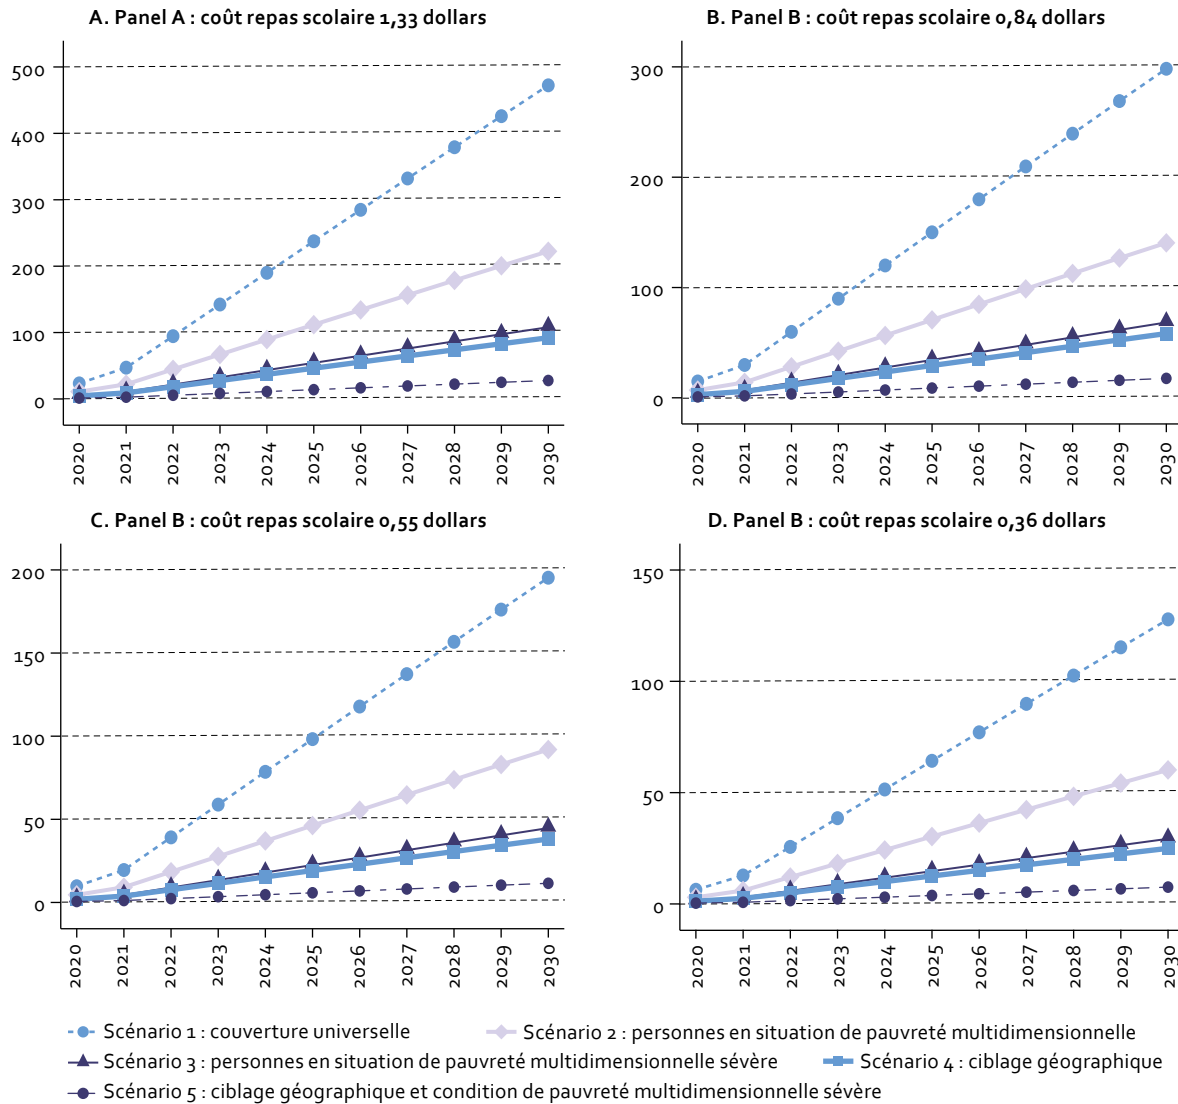 A. Panel A : coût repas scolaire 1,33 dollars
500
400
300
200
100
0
2020 2021 2022 2023 2024 2025 2026 2027 2028 2029 2030
B. Panel B : coût repas scolaire 0,84 dollars
300
200
100
0
2020 2021 2022 2023 2024 2025 2026 2027 2028 2029 2030
C. Panel B : coût repas scolaire 0,55 dollars
200
150
100
50
0
2020 2021 2022 2023 2024 2025 2026 2027 2028 2029 2030
D. Panel B : coût repas scolaire 0,36 dollars
150
100
50
0
2020 2021 2022 2023 2024 2025 2026 2027 2028 2029 2030
Scénario 1 : couverture universelle
Scénario 2 : personnes en situation de pauvreté multidimensionnelle
Scénario 3 : personnes en situation de pauvreté multidimensionnelle sévère
Scénario 4 : ciblage géographique
Scénario 5 : ciblage géographique et condition de pauvreté multidimensionnelle sévère